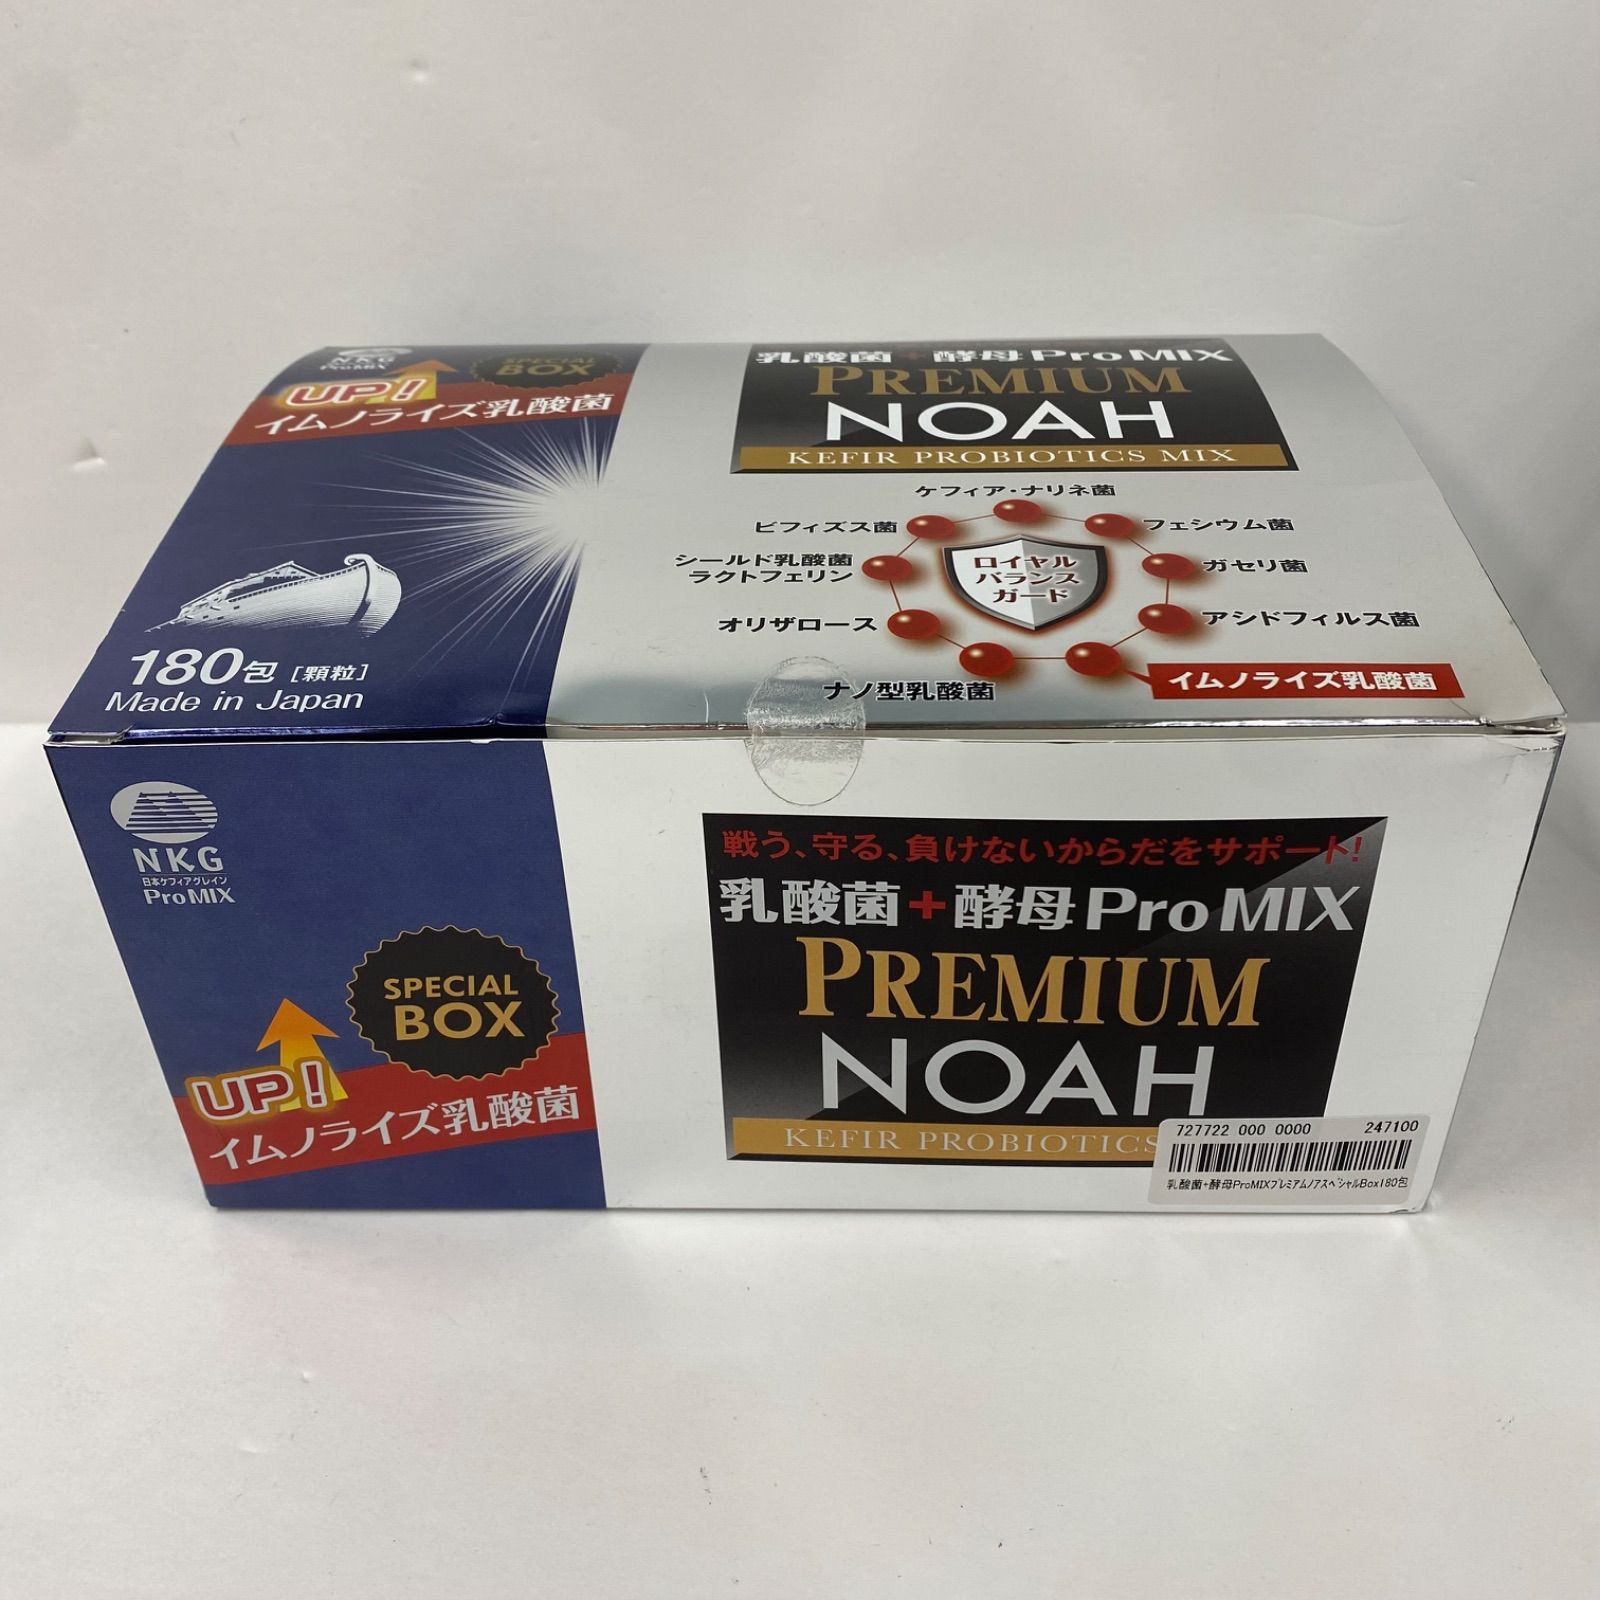 NKG
ProMIX
SPECIAL
BOX
UP!
イムノライズ乳酸菌
180包 [顆粒]
Made in Japan
乳酸菌+酵母ProMIX
PREMIUM
NOAH
KEFIR PROBIOTICS MIX
ケフィア・ナリネ菌
ビフィズス菌
フェシウム菌
シールド乳酸菌
ラクトフェリン
ロイヤル
バランス
ガード
ガセリ菌
オリザロース
アシドフィルス菌
ナノ型乳酸菌
イムノライズ乳酸菌
NKG
日本ケフィアグレイン
ProMIX
SPECIAL
BOX
UP!
イムノライズ乳酸菌
戦う、守る、負けないからだをサポート!
乳酸菌+酵母ProMIX
PREMIUM
NOAH
KEFIR PROBIOTICS
727722 000 0000 247100
乳酸菌+酵母ProMIXプレミアムノアスペシャルBox180包